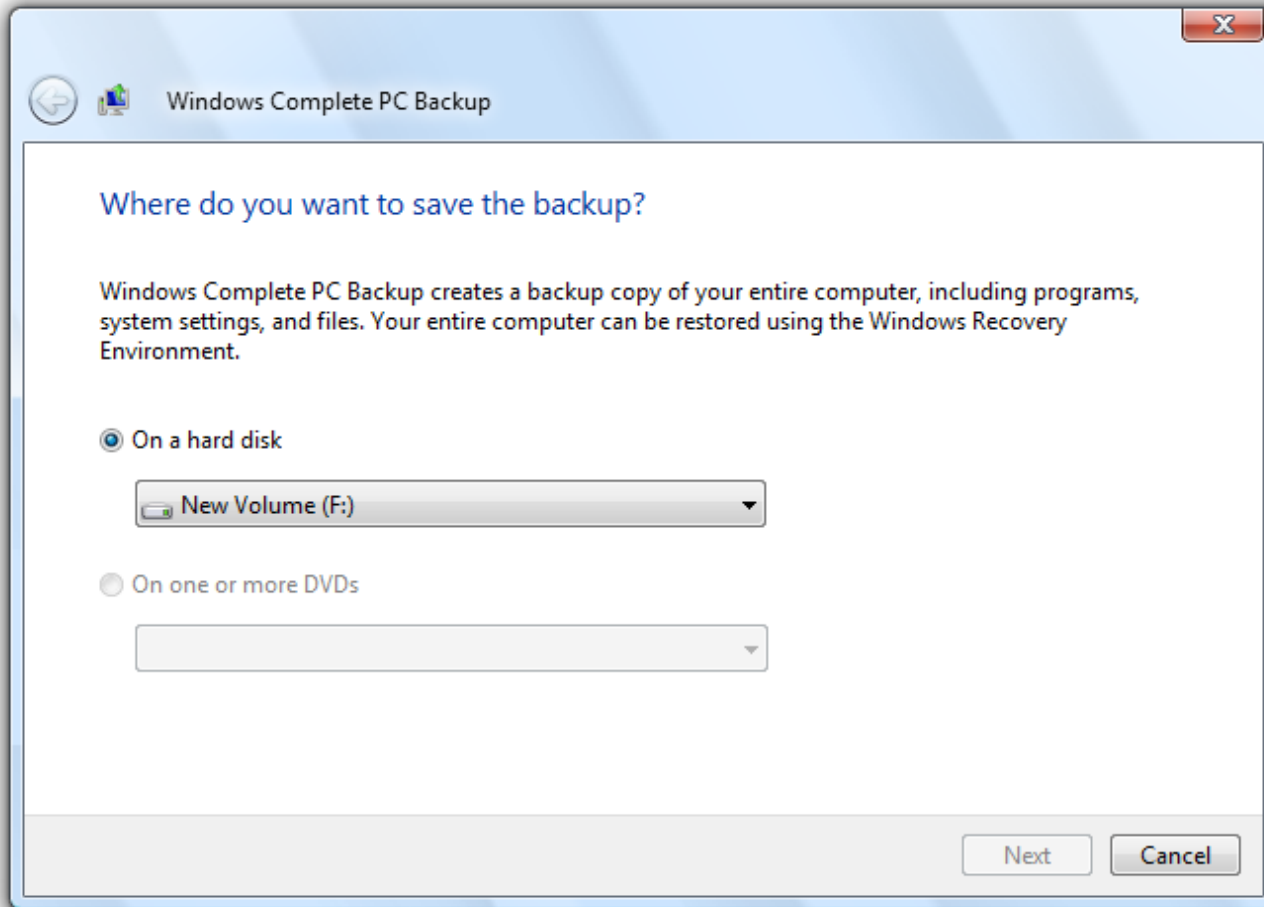 Windows Complete PC Backup
Where do you want to save the backup?
Windows Complete PC Backup creates a backup copy of your entire computer, including programs,
system settings, and files. Your entire computer can be restored using the Windows Recovery
Environment.
On a hard disk
New Volume (F:)
On one or more DVDs
Next
Cancel